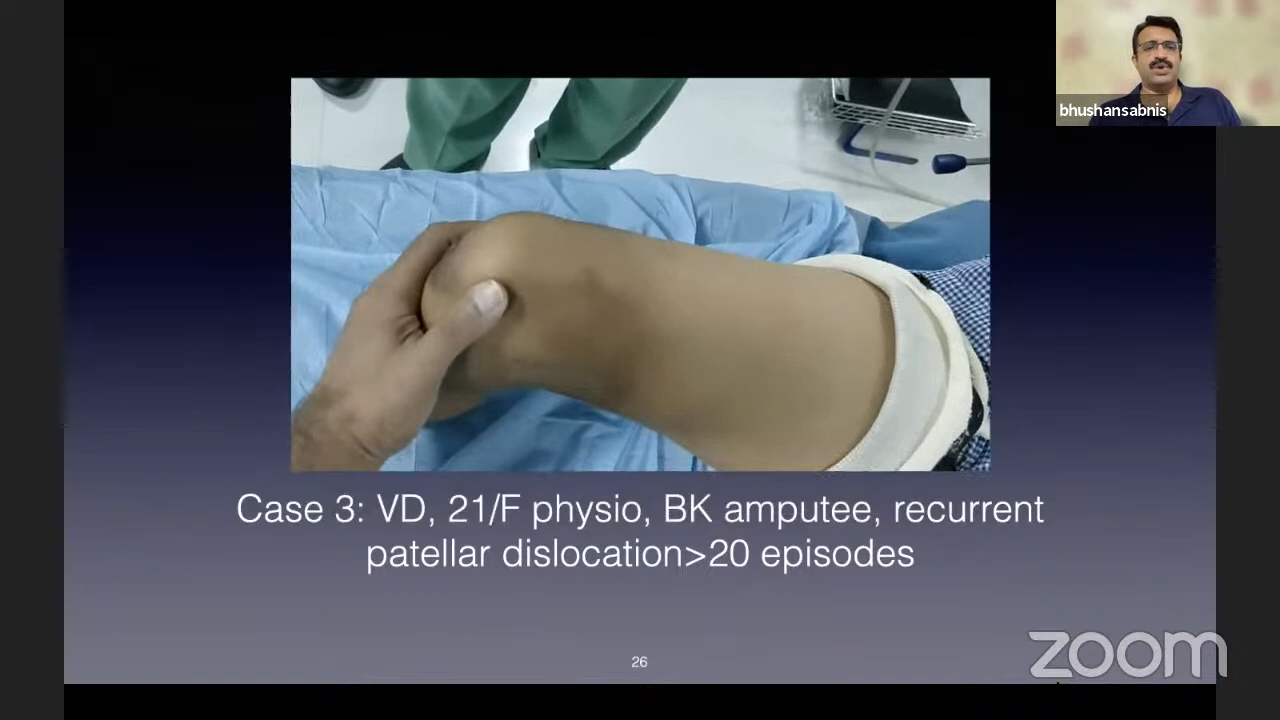 bhushansabnis
Case 3: VD, 21/F physio, BK amputee, recurrent
patellar dislocation>20 episodes
26
zoom